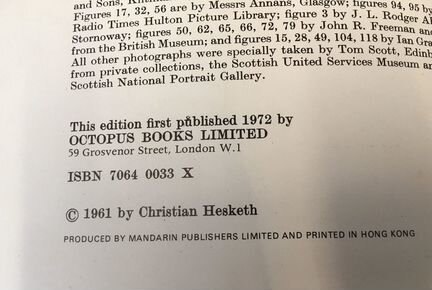 and Sons,
Figures 17, 32, 56 are by Messrs Annans, Glasgow; figures 94, 95 by
Radio Times Hulton Picture Library; figure 3 by J. L. Rodger
Stornoway; figures 50, 62, 65, 66, 72, 79 by John R. Freeman and
from the British Museum; and figures 15, 28, 49, 104, 118 by Ian
All other photographs were specially taken by Tom Scott,
from private collections, the Scottish United Services Museum
Scottish National Portrait Gallery.
This edition first published 1972 by
OCTOPUS BOOKS LIMITED
59 Grosvenor Street, London W.1
ISBN 7064 0033 X
© 1961 by Christian Hesketh
PRODUCED BY MANDARIN PUBLISHERS LIMITED AND PRINTED IN HONG KONG